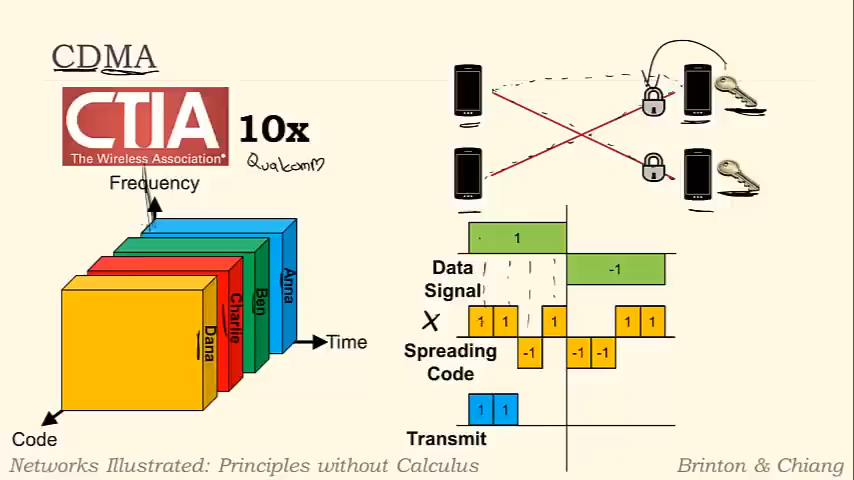 CDMA
CTIA
The Wireless Association
10x
Qualcomm
Frequency
Anna
Ben
Charlie
Dana
Time
Code
1
Data
Signal
-1
X
1 1 1 1 1
Spreading
Code
-1 -1 -1
1 1
Transmit
Networks Illustrated: Principles without Calculus
Brinton & Chiang